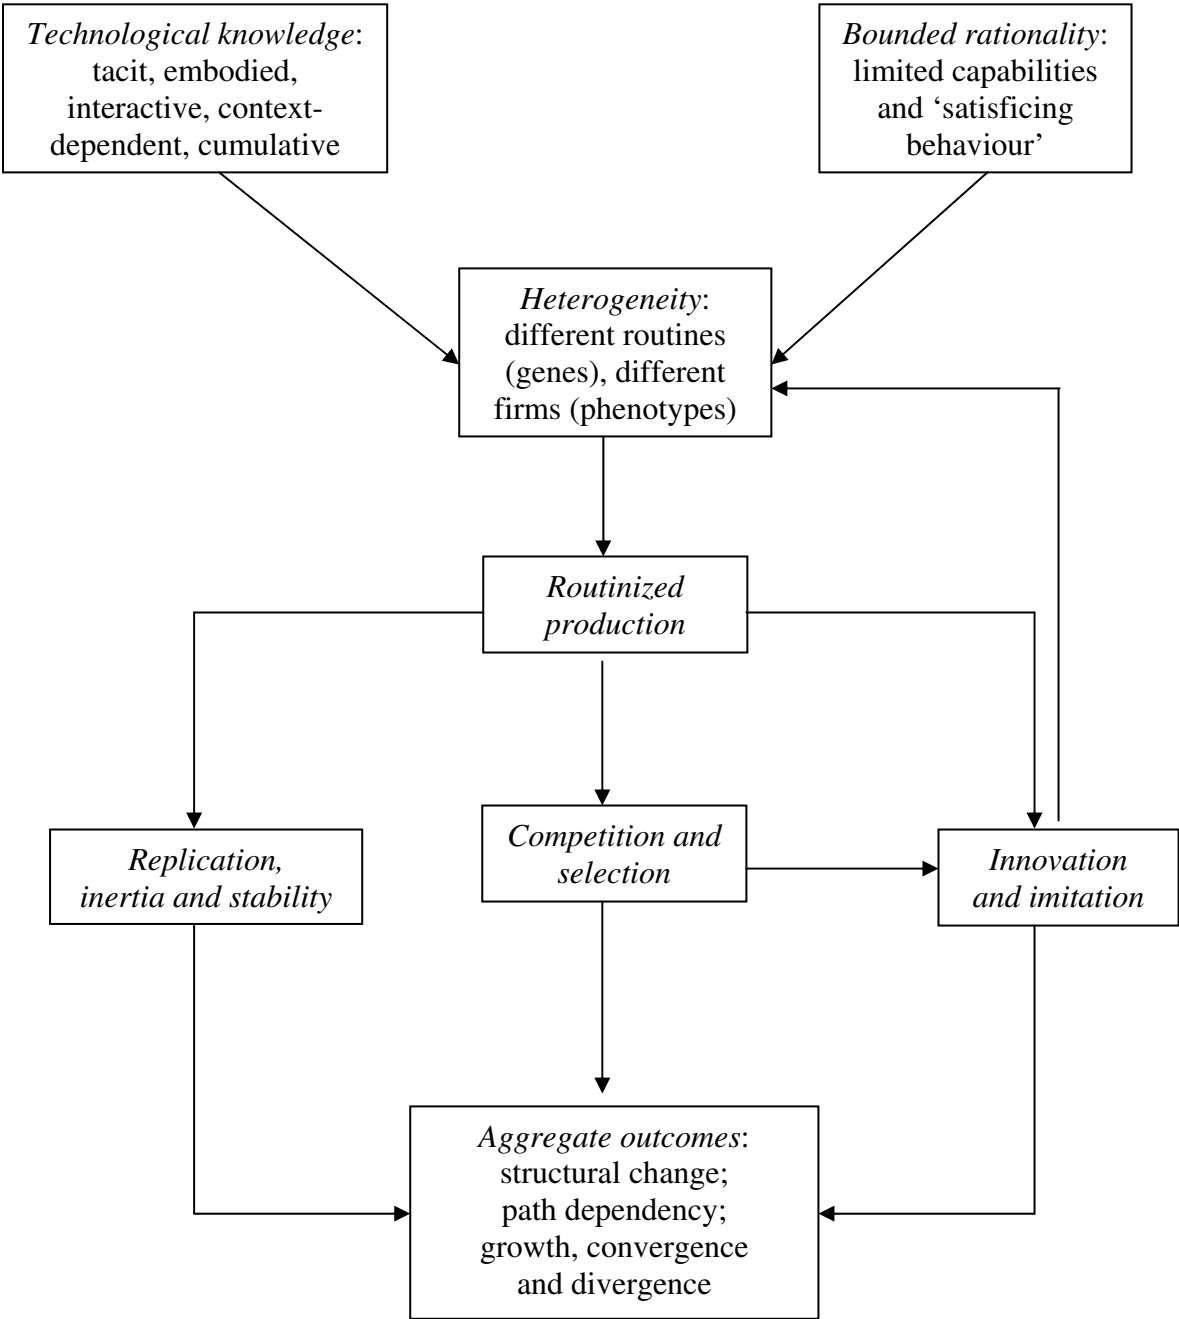 Technological knowledge:
tacit, embodied,
interactive, context-
dependent, cumulative
Bounded rationality:
limited capabilities
and ‘satisficing
behaviour’
Heterogeneity:
different routines
(genes), different
firms (phenotypes)
Routinized
production
Replication,
inertia and stability
Competition and
selection
Innovation
and imitation
Aggregate outcomes:
structural change;
path dependency;
growth, convergence
and divergence